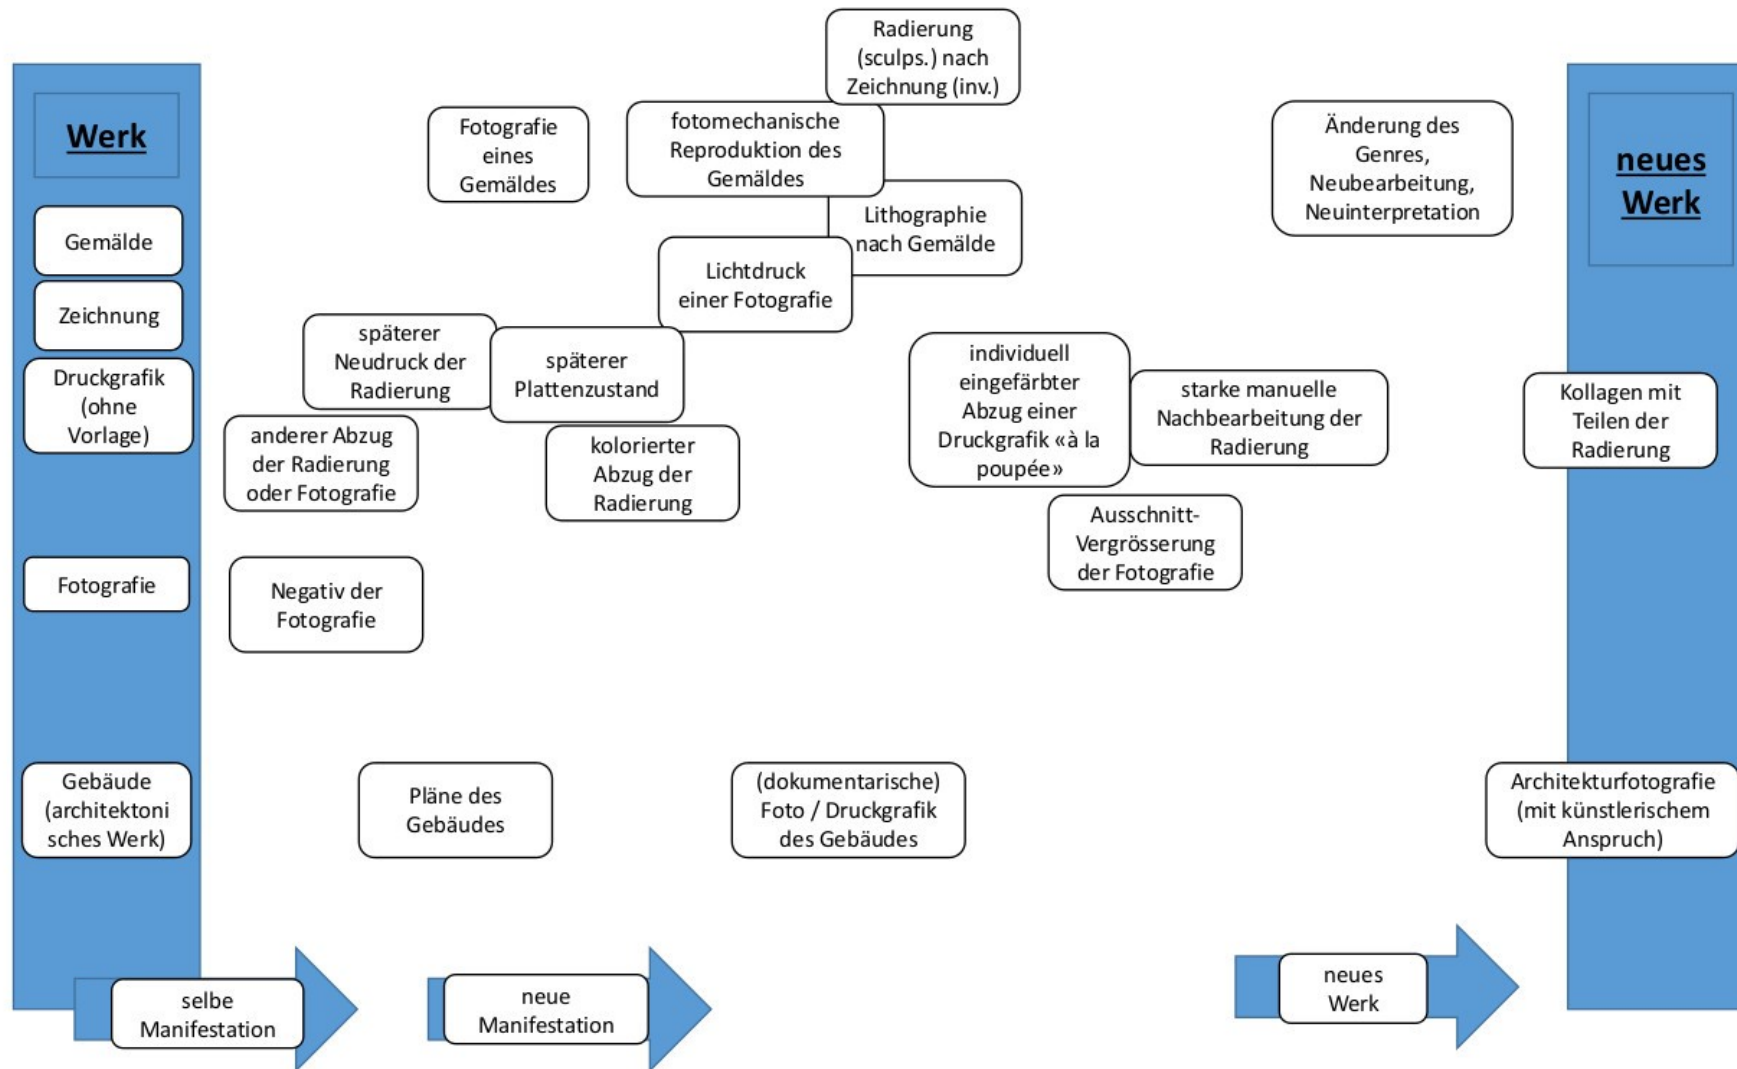 Werk
Gemälde
Zeichnung
Druckgrafik
(ohne
Vorlage)
Fotografie
Gebäude
(architektoni
sches Werk)
Radierung
(sculps.) nach
Zeichnung (inv.)
Fotografie
eines
Gemäldes
fotomechanische
Reproduktion des
Gemäldes
Lithographie
nach Gemälde
Lichtdruck
einer Fotografie
späterer
Neudruck der
Radierung
späterer
Plattenzustand
anderer Abzug
der Radierung
oder Fotografie
kolorierter
Abzug der
Radierung
individuell
eingefärbter
Abzug einer
Druckgrafik «à la
poupée»
starke manuelle
Nachbearbeitung der
Radierung
Ausschnitt-
Vergrösserung
der Fotografie
Negativ der
Fotografie
Pläne des
Gebäudes
(dokumentarische)
Foto / Druckgrafik
des Gebäudes
Änderung des
Genres,
Neubearbeitung,
Neuinterpretation
neues
Werk
Kollagen mit
Teilen der
Radierung
Architekturfotografie
(mit künstlerischem
Anspruch)
selbe
Manifestation
neue
Manifestation
neues
Werk